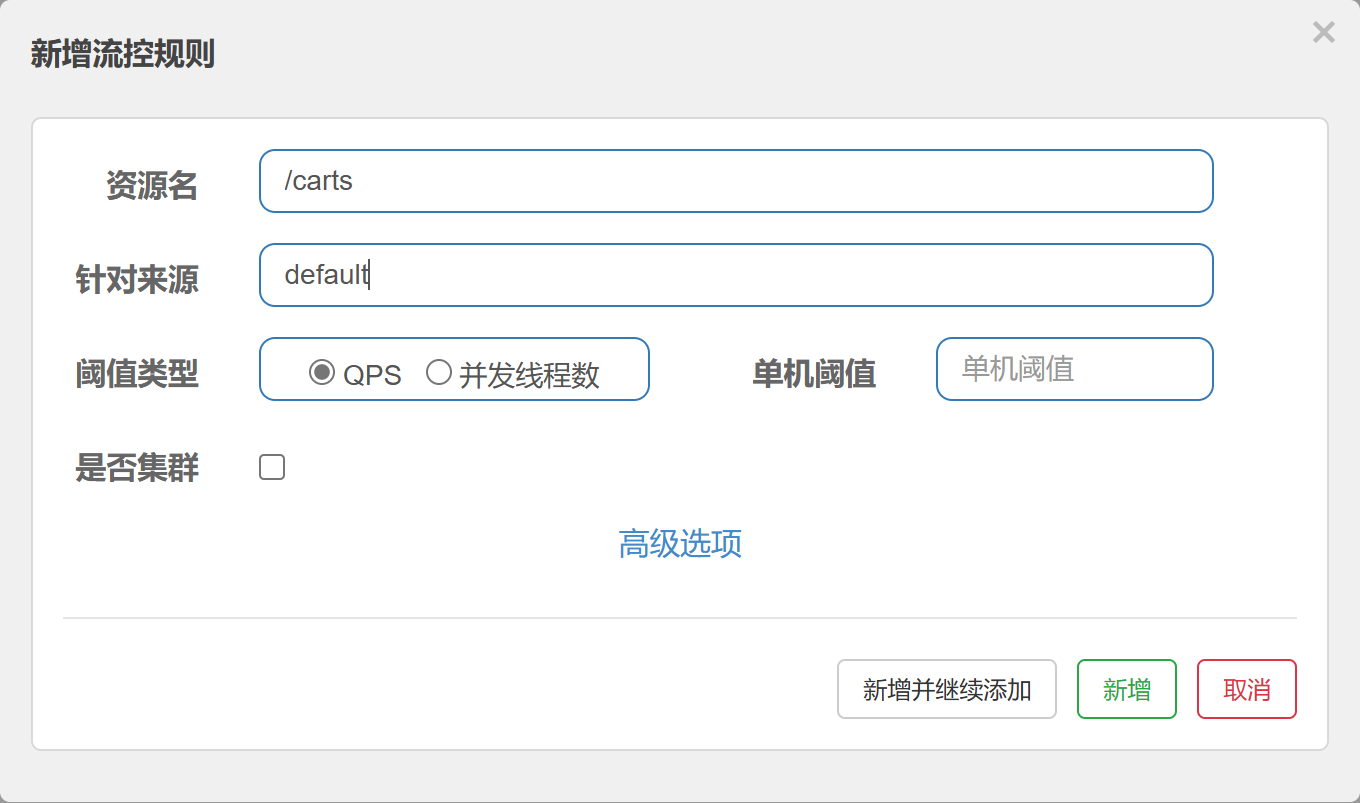 新增流控规则
资源名 /carts
针对来源 default
阈值类型 QPS 并发线程数 单机阈值 单机阈值
是否集群
高级选项
新增并继续添加 新增 取消